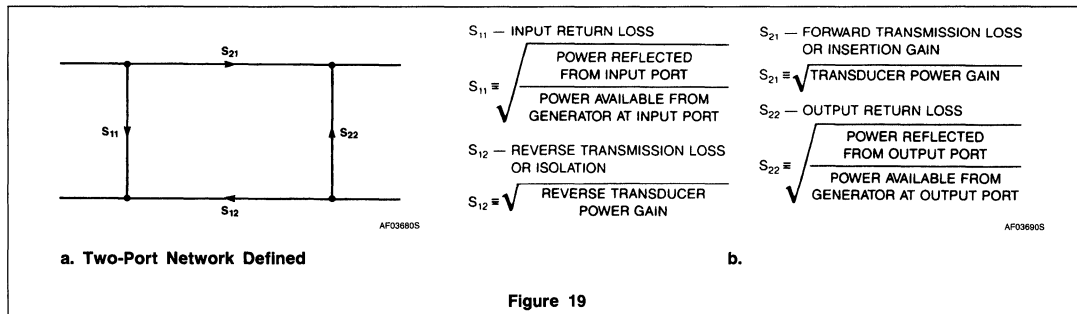 S21
S11
S22
S12
AF03680S
a. Two-Port Network Defined
S11 — INPUT RETURN LOSS
S11 ≡ √
POWER REFLECTED
FROM INPUT PORT
POWER AVAILABLE FROM
GENERATOR AT INPUT PORT
S12 — REVERSE TRANSMISSION LOSS
OR ISOLATION
S12 ≡ √ REVERSE TRANSDUCER
POWER GAIN
S21 — FORWARD TRANSMISSION LOSS
OR INSERTION GAIN
S21 ≡ √ TRANSDUCER POWER GAIN
S22 — OUTPUT RETURN LOSS
S22 ≡ √
POWER REFLECTED
FROM OUTPUT PORT
POWER AVAILABLE FROM
GENERATOR AT OUTPUT PORT
AF03690S
b.
Figure 19